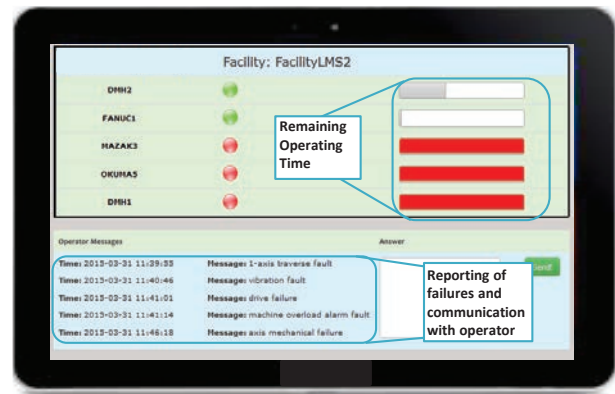 Facility: FacilityLMS2
DMH2
FANUC1
MAZAK3
OKUMA5
DMH1
Remaining
Operating
Time
Operator Messages
Answer
Time: 2015-03-31 11:39:55 Message: 1-axis traverse fault
Time: 2015-03-31 11:40:46 Message: vibration fault
Time: 2015-03-31 11:41:01 Message: drive failure
Time: 2015-03-31 11:41:14 Message: machine overload alarm fault
Time: 2015-03-31 11:46:18 Message: axis mechanical failure
Send
Reporting of
failures and
communication
with operator